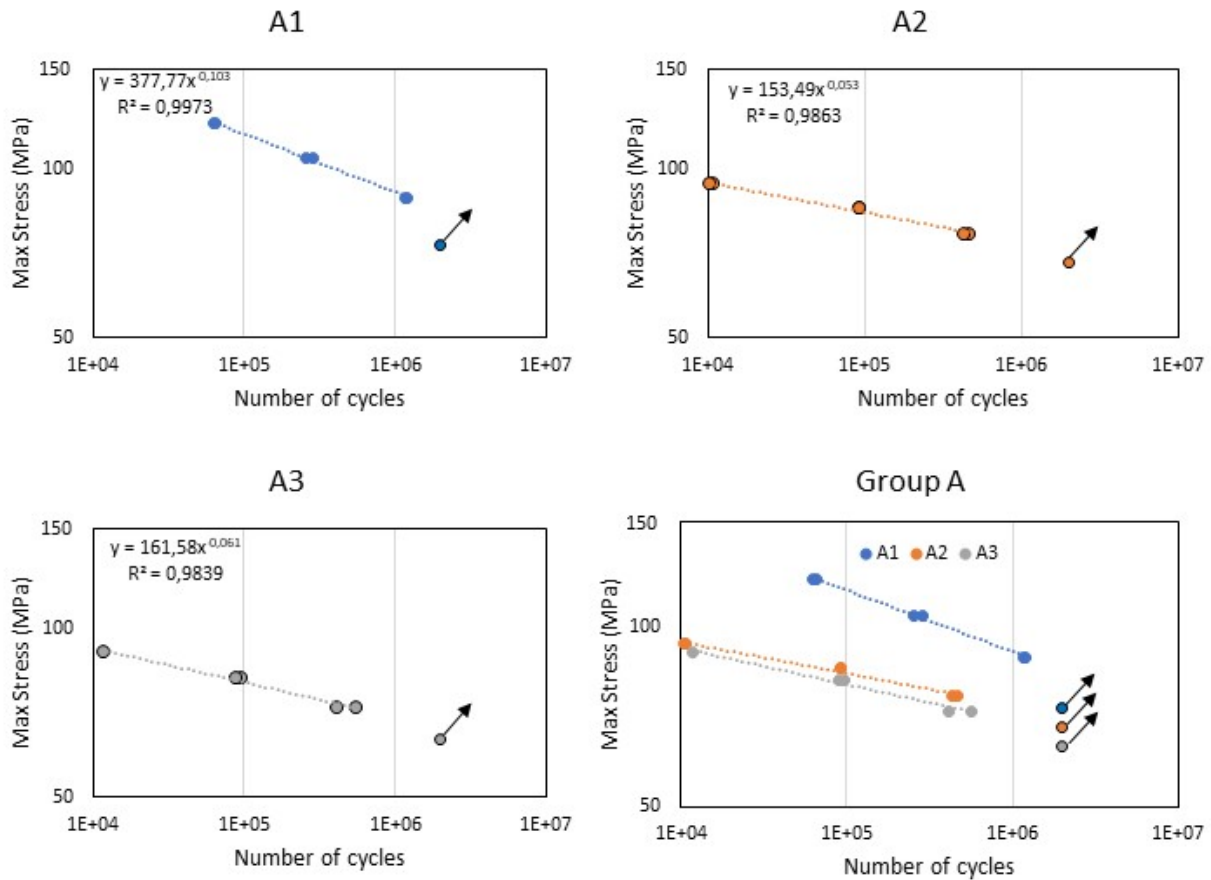 A1
150
y = 377,77x^-0,103
R² = 0,9973
100
50
Max Stress (MPa)
1E+04 1E+05 1E+06 1E+07
Number of cycles
A2
150
y = 153,49x^-0,053
R² = 0,9863
100
50
Max Stress (MPa)
1E+04 1E+05 1E+06 1E+07
Number of cycles
A3
150
y = 161,58x^-0,061
R² = 0,9839
100
50
Max Stress (MPa)
1E+04 1E+05 1E+06 1E+07
Number of cycles
Group A
150
A1 A2 A3
100
50
Max Stress (MPa)
1E+04 1E+05 1E+06 1E+07
Number of cycles